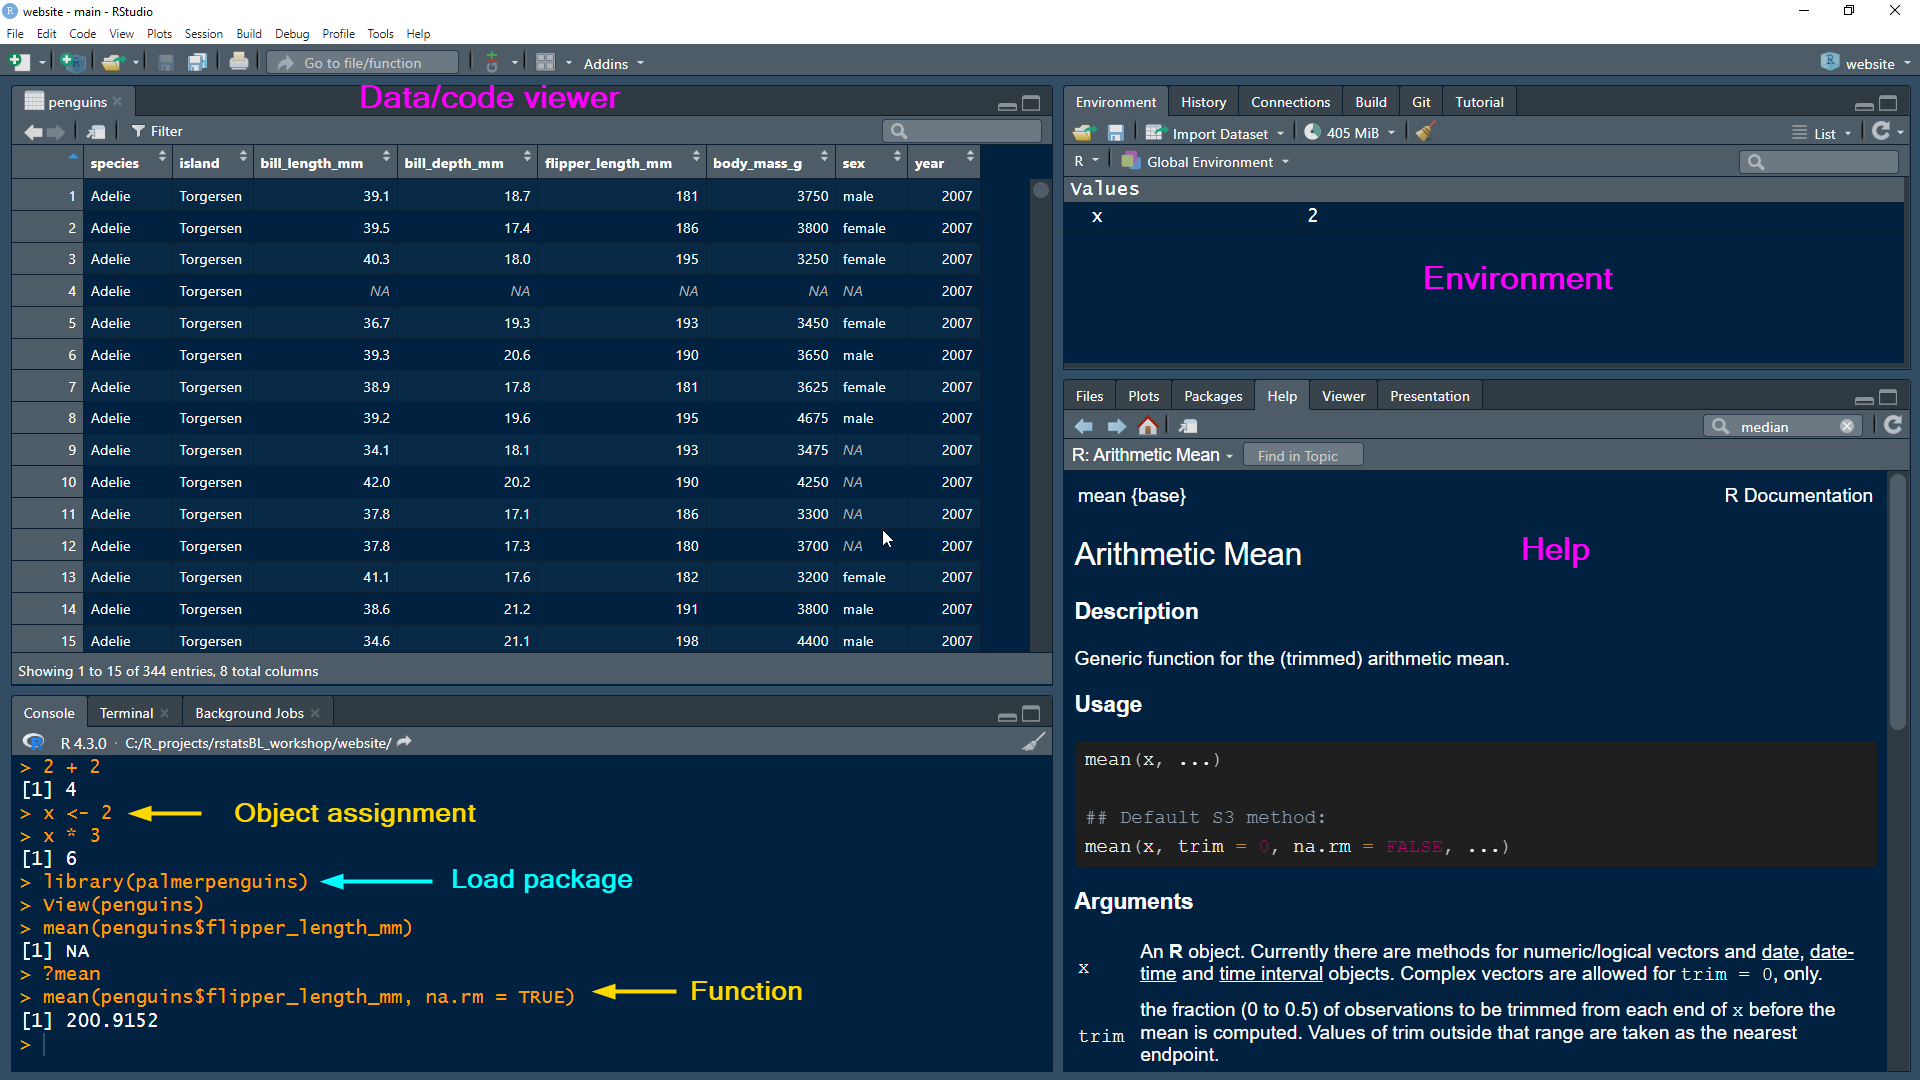 website - main - RStudio
File Edit Code View Plots Session Build Debug Profile Tools Help
Go to file/function Addins website
penguins Data/code viewer
Filter
species island bill_length_mm bill_depth_mm flipper_length_mm body_mass_g sex year
1 Adelie Torgersen 39.1 18.7 181 3750 male 2007
2 Adelie Torgersen 39.5 17.4 186 3800 female 2007
3 Adelie Torgersen 40.3 18.0 195 3250 female 2007
4 Adelie Torgersen NA NA NA NA NA 2007
5 Adelie Torgersen 36.7 19.3 193 3450 female 2007
6 Adelie Torgersen 39.3 20.6 190 3650 male 2007
7 Adelie Torgersen 38.9 17.8 181 3625 female 2007
8 Adelie Torgersen 39.2 19.6 195 4675 male 2007
9 Adelie Torgersen 34.1 18.1 193 3475 NA 2007
10 Adelie Torgersen 42.0 20.2 190 4250 NA 2007
11 Adelie Torgersen 37.8 17.1 186 3300 NA 2007
12 Adelie Torgersen 37.8 17.3 180 3700 NA 2007
13 Adelie Torgersen 41.1 17.6 182 3200 female 2007
14 Adelie Torgersen 38.6 21.2 191 3800 male 2007
15 Adelie Torgersen 34.6 21.1 198 4400 male 2007
Showing 1 to 15 of 344 entries, 8 total columns
Console Terminal Background Jobs
R 4.3.0 · C:/R_projects/rstatsBL_workshop/website/
> 2 + 2
[1] 4
> x <- 2 Object assignment
> x * 3
[1] 6
> library(palmerpenguins) Load package
> View(penguins)
> mean(penguins$flipper_length_mm)
[1] NA
> ?mean
> mean(penguins$flipper_length_mm, na.rm = TRUE) Function
[1] 200.9152
>
Environment History Connections Build Git Tutorial
Import Dataset 405 MiB List
R Global Environment
Values
x 2
Environment
Files Plots Packages Help Viewer Presentation
median
R: Arithmetic Mean Find in Topic
mean {base} R Documentation
Arithmetic Mean Help
Description
Generic function for the (trimmed) arithmetic mean.
Usage
mean(x, ...)
## Default S3 method:
mean(x, trim = 0, na.rm = FALSE, ...)
Arguments
x An R object. Currently there are methods for numeric/logical vectors and date, date-
time and time interval objects. Complex vectors are allowed for trim = 0, only.
trim the fraction (0 to 0.5) of observations to be trimmed from each end of x before the
mean is computed. Values of trim outside that range are taken as the nearest
endpoint.